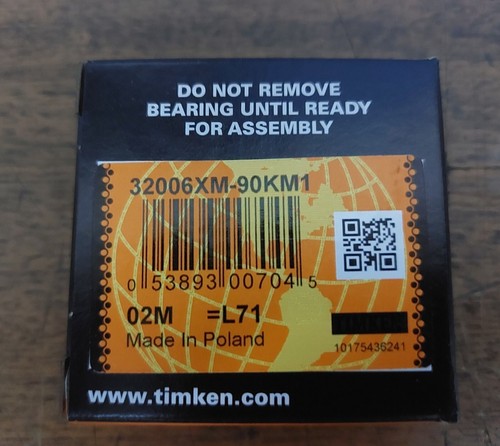 DO NOT REMOVE
BEARING UNTIL READY
FOR ASSEMBLY
32006XM-90KM1
0 53893 00704 5
02M =L71
Made In Poland
10175436241
www.timken.com